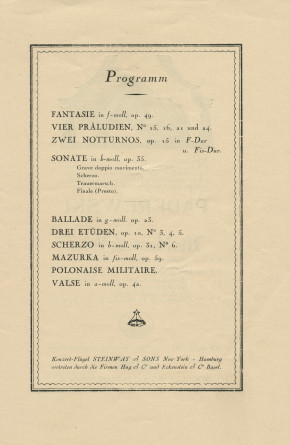 Programm
FANTASIE in f-moll, op. 49.
VIER PRÄLUDIEN, Nº 15, 16, 21 und 24.
ZWEI NOTTURNOS, op. 15 in F-Dur
u. Fis-Dur.
SONATE in b-moll, op. 35.
Grave doppio movimento.
Scherzo.
Trauermarsch.
Finale (Presto).
BALLADE in g-moll, op. 23.
DREI ETÜDEN, op. 10, Nº 3, 4, 5.
SCHERZO in b-moll, op. 31, Nº 6.
MAZURKA in fis-moll, op. 59.
POLONAISE MILITAIRE.
VALSE in a-moll, op. 42.
Konzert-Flügel STEINWAY & SONS New York - Hamburg
vertreten durch die Firmen Hug & Cº und Eckenstein & Cº Basel.